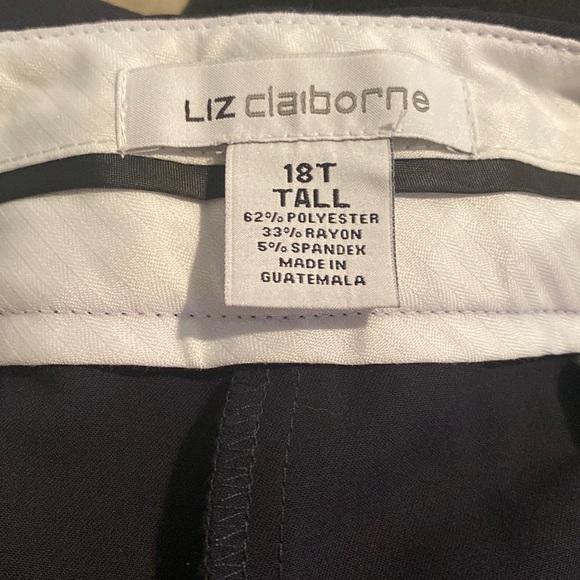 LIZ claiborne
18T
TALL
62% POLYESTER
33% RAYON
5% SPANDEX
MADE IN
GUATEMALA